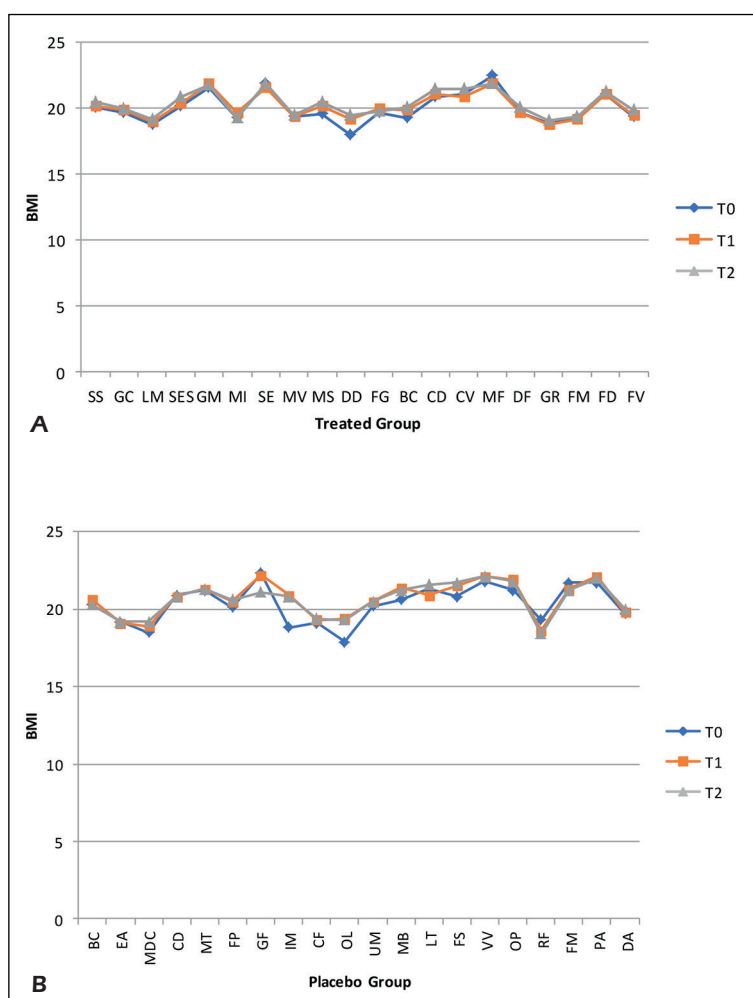 25
20
15
10
5
0
BMI
SS GC LM SES GM MI SE MV MS DD FG BC CD CV MF DF GR FM FD FV
Treated Group
T0
T1
T2
A
25
20
15
10
5
0
BMI
BC EA MDC CD MT FP GF IM CF OL UM MB LT FS VV OP RF FM PA DA
Placebo Group
T0
T1
T2
B